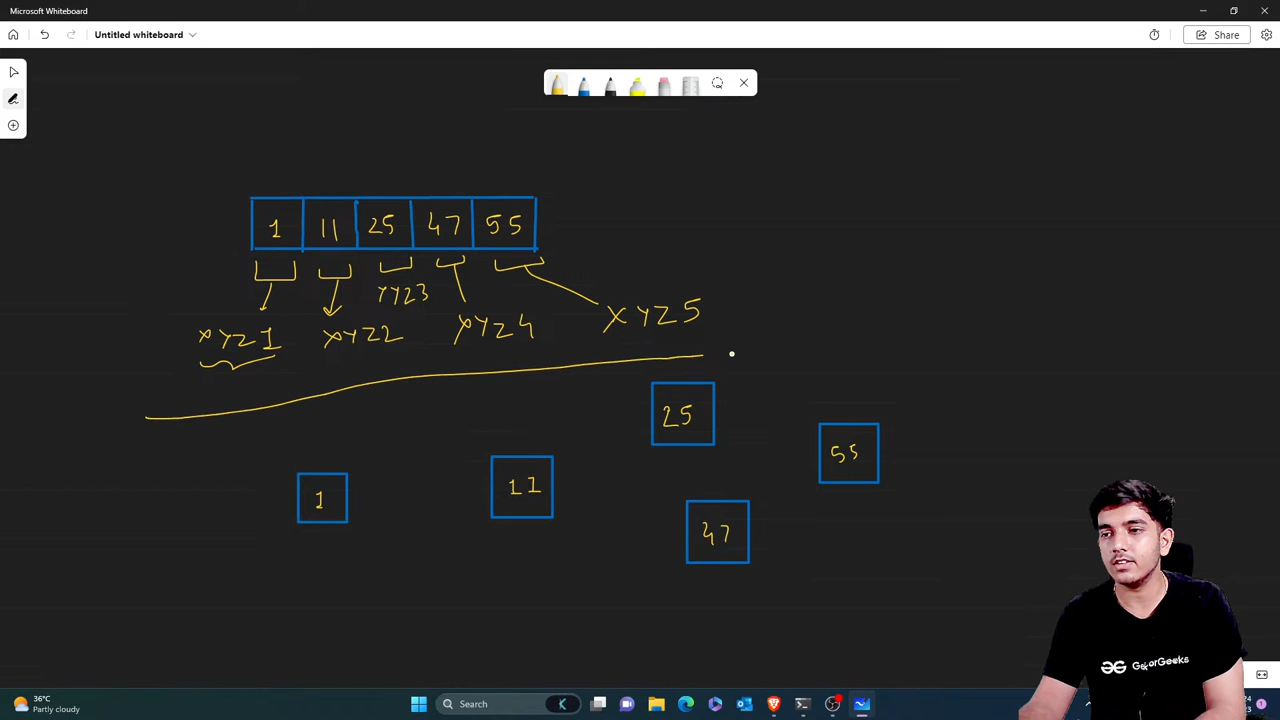 Microsoft Whiteboard
Untitled whiteboard
Share
1 11 25 47 55
XYZ1 XYZ2 XYZ3 XYZ4 XYZ5
25
55
1
11
47
36°C
Partly cloudy
Search